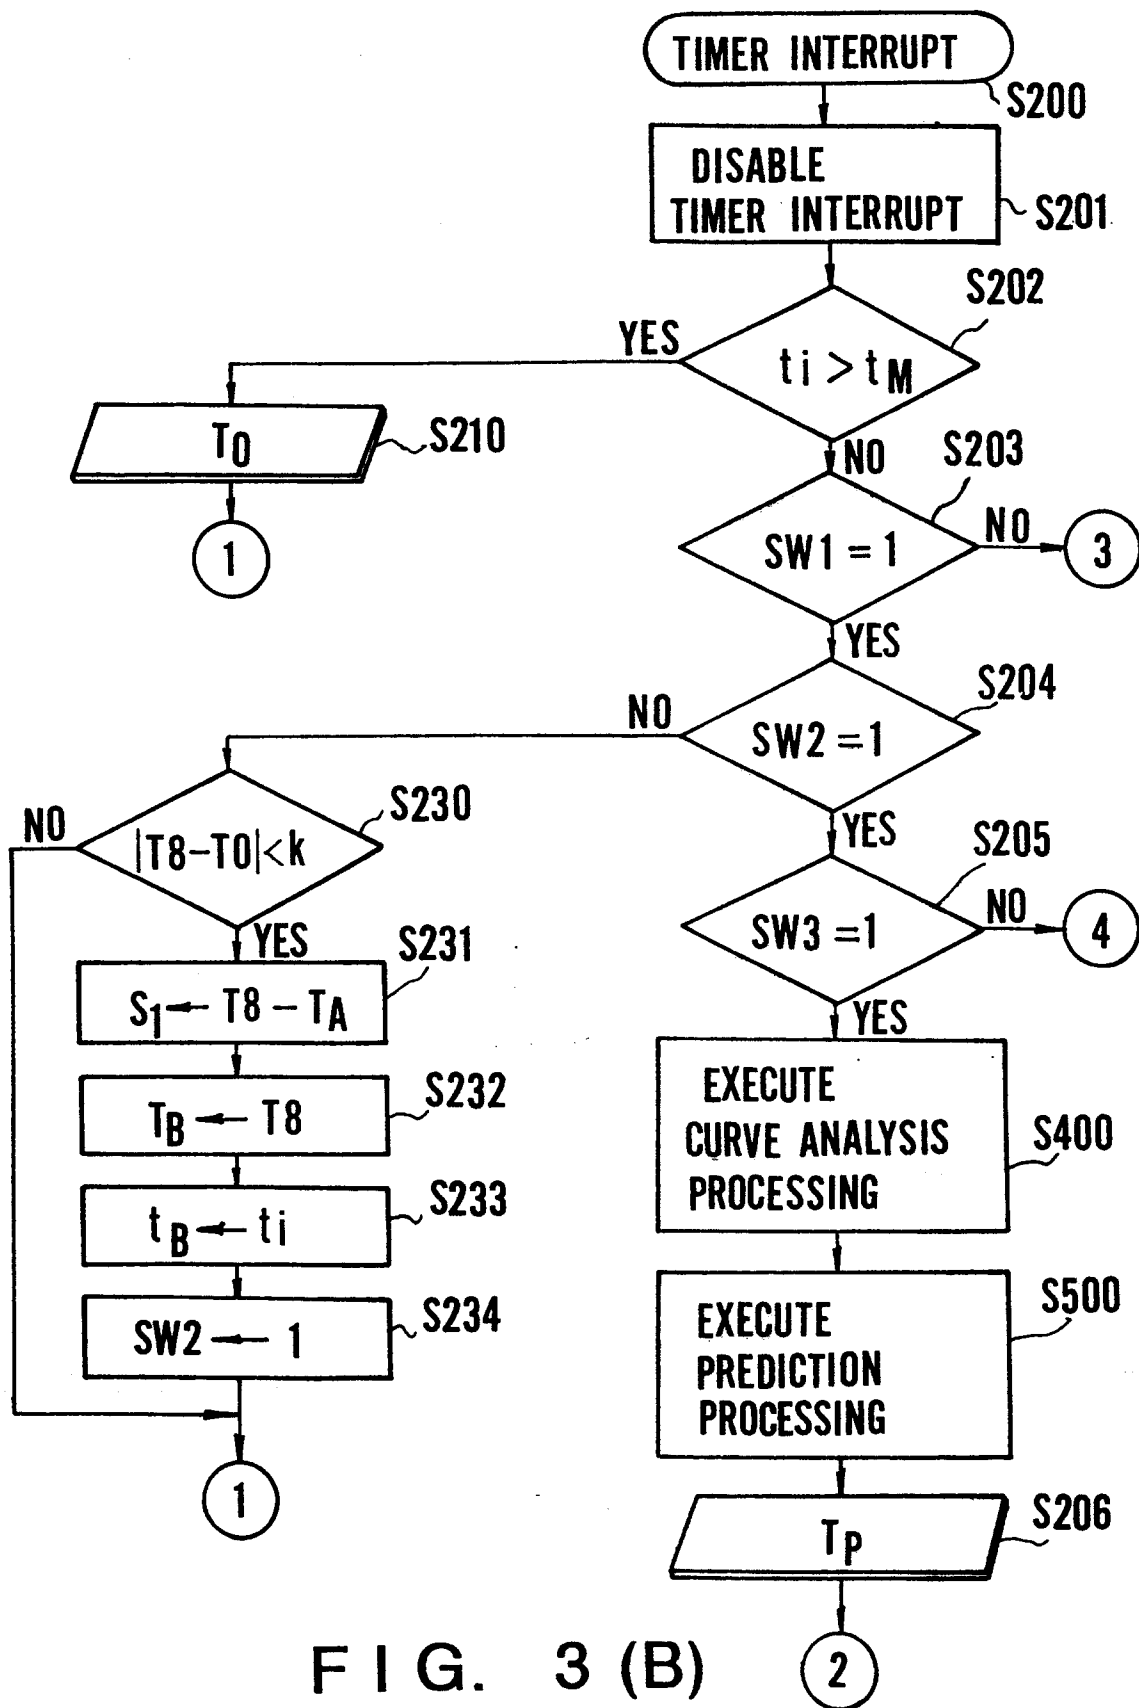 TIMER INTERRUPT
S200
DISABLE
TIMER INTERRUPT
S201
S202
YES
ti > tM
T0
S210
NO
S203
1
SW1 = 1
NO
3
YES
S204
NO
SW2 = 1
S230
NO
|T8-T0|<k
YES
S205
SW3 = 1
NO
4
YES
S231
S1 ← T8 - TA
YES
EXECUTE
CURVE ANALYSIS
PROCESSING
S400
S232
TB ← T8
S233
tB ← ti
S234
SW2 ← 1
S500
EXECUTE
PREDICTION
PROCESSING
1
S206
TP
2
FIG. 3 (B)